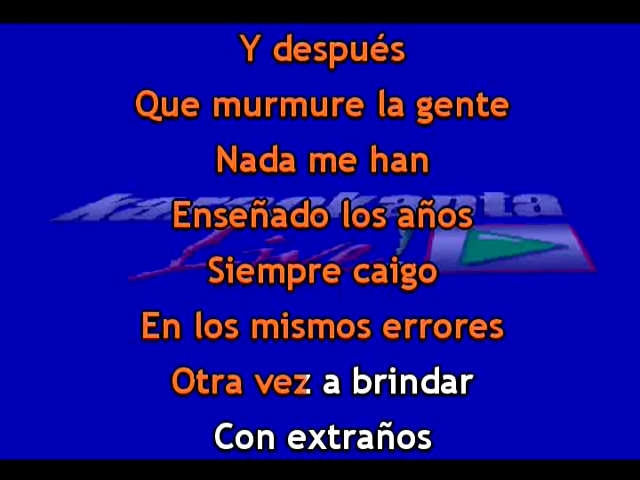 Y después
Que murmure la gente
Nada me han
Enseñado los años
Siempre caigo
En los mismos errores
Otra vez a brindar
Con extraños